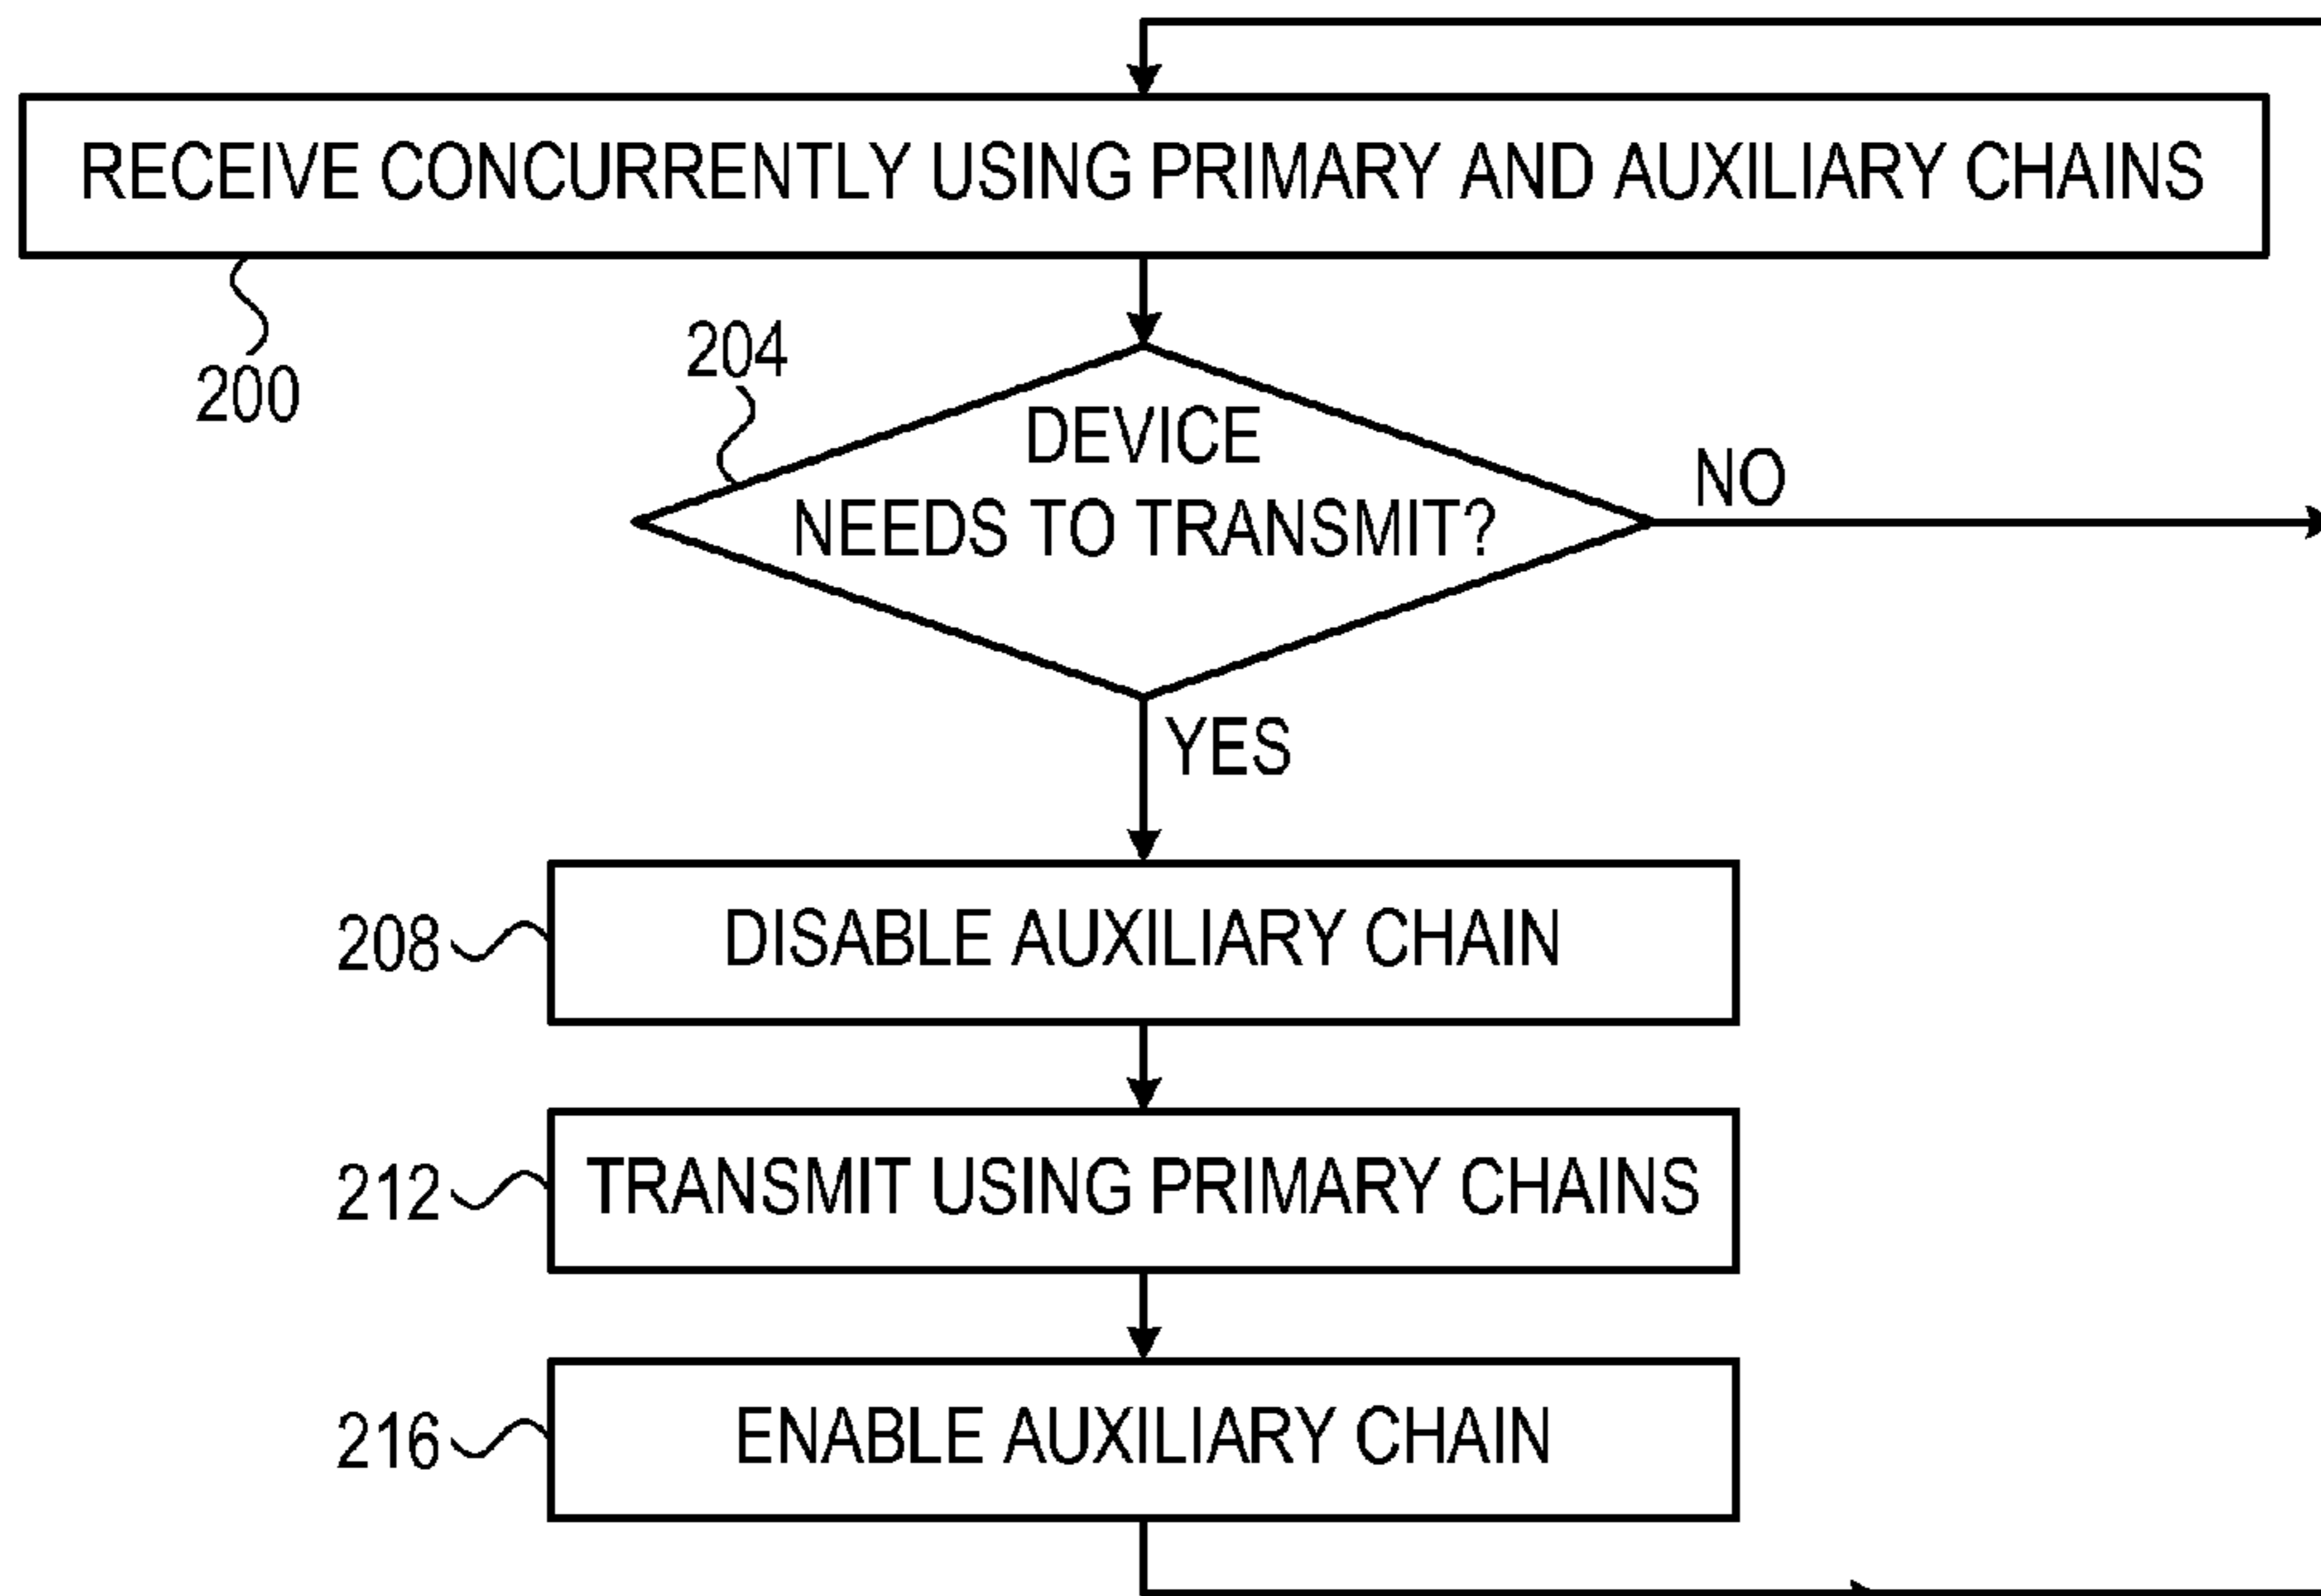 RECEIVE CONCURRENTLY USING PRIMARY AND AUXILIARY CHAINS
200
204
DEVICE
NEEDS TO TRANSMIT?
NO
YES
208
DISABLE AUXILIARY CHAIN
212
TRANSMIT USING PRIMARY CHAINS
216
ENABLE AUXILIARY CHAIN